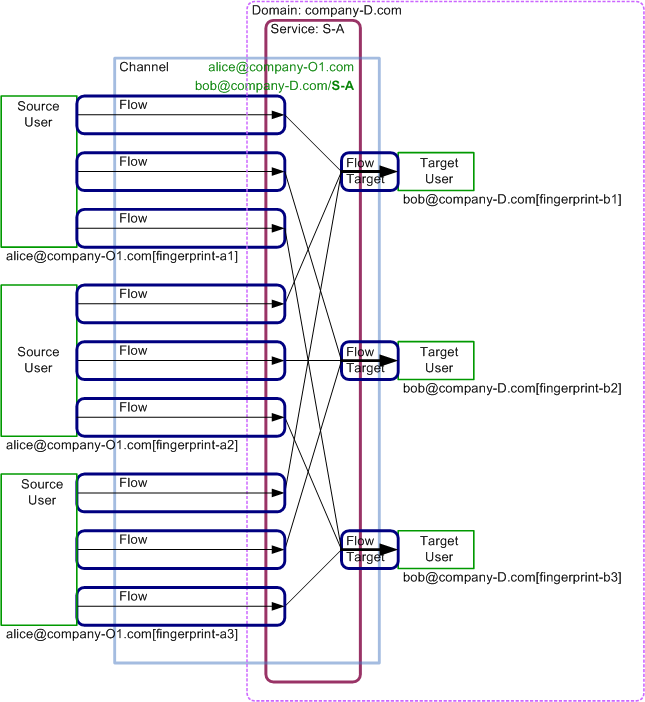 Domain: company-D.com
Service: S-A
Channel
alice@company-O1.com
bob@company-D.com/S-A
Source
User
Flow
Flow
Flow
alice@company-O1.com[fingerprint-a1]
Flow
Target
Target
User
bob@company-D.com[fingerprint-b1]
Source
User
Flow
Flow
Flow
alice@company-O1.com[fingerprint-a2]
Flow
Target
Target
User
bob@company-D.com[fingerprint-b2]
Source
User
Flow
Flow
Flow
alice@company-O1.com[fingerprint-a3]
Flow
Target
Target
User
bob@company-D.com[fingerprint-b3]